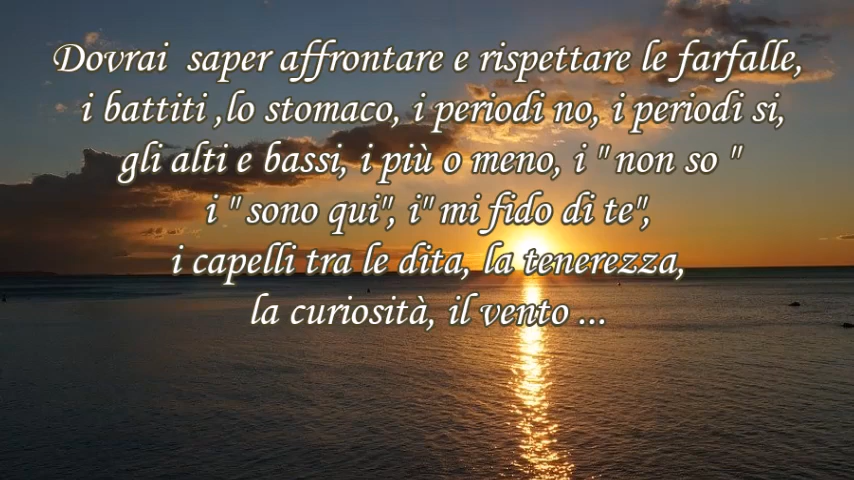 Dovrai saper affrontare e rispettare le farfalle,
i battiti ,lo stomaco, i periodi no, i periodi si,
gli alti e bassi, i più o meno, i " non so "
i " sono qui", i" mi fido di te",
i capelli tra le dita, la tenerezza,
la curiosità, il vento ...